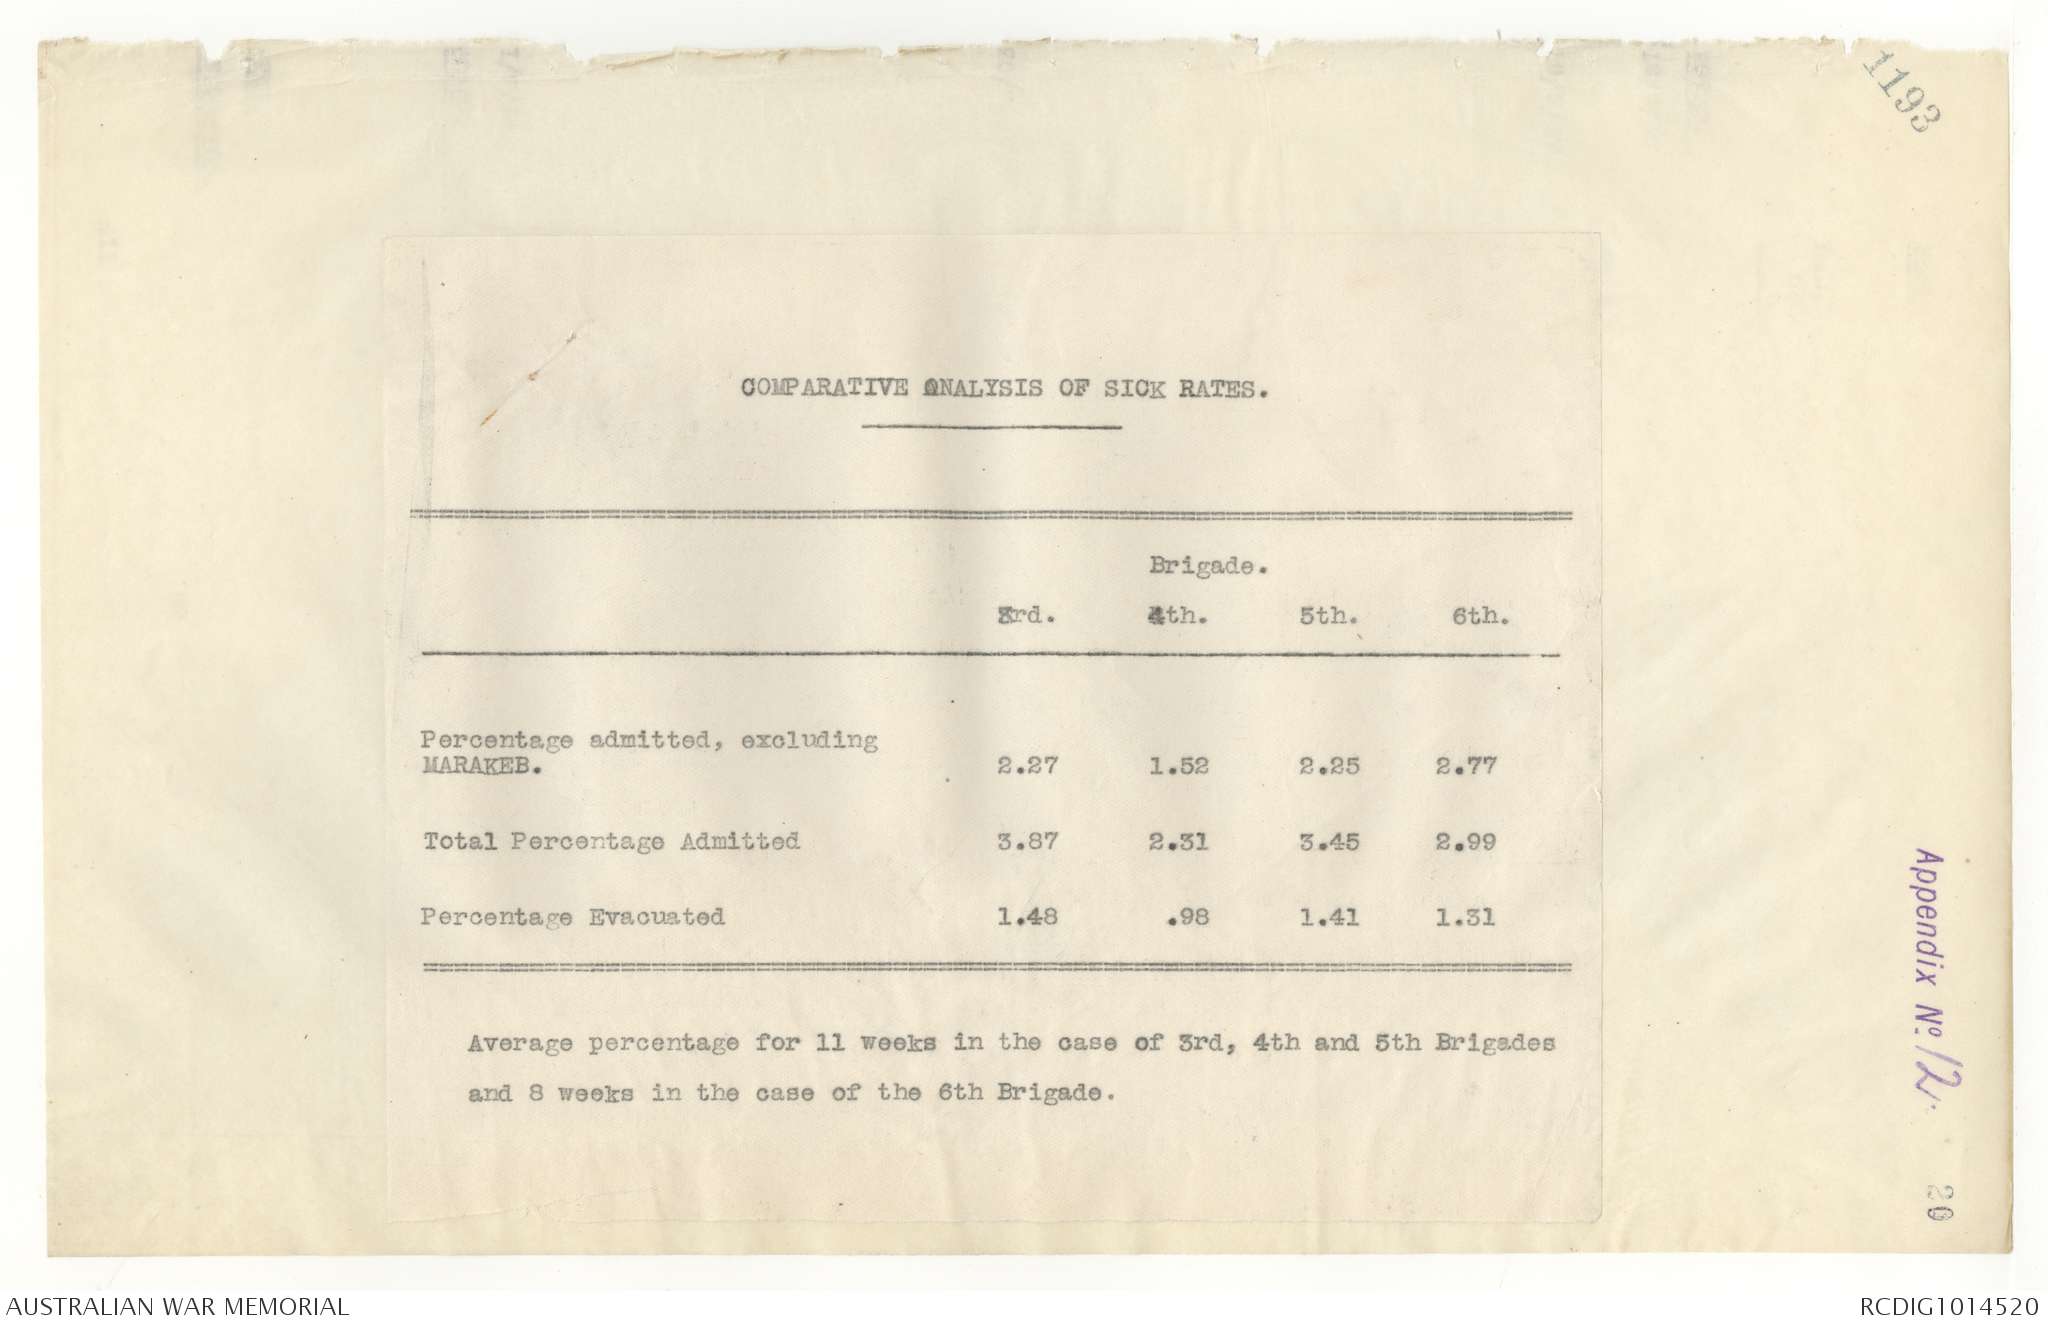 1193
COMPARATIVE ANALYSIS OF SICK RATES.
Brigade.
3rd. 4th. 5th. 6th.
Percentage admitted, excluding
MARAKEB. 2.27 1.52 2.25 2.77
Total Percentage Admitted 3.87 2.31 3.45 2.99
Percentage Evacuated 1.48 .98 1.41 1.31
Average percentage for 11 weeks in the case of 3rd, 4th and 5th Brigades
and 8 weeks in the case of the 6th Brigade.
Appendix No. 12.
20
AUSTRALIAN WAR MEMORIAL
RCDIG1014520